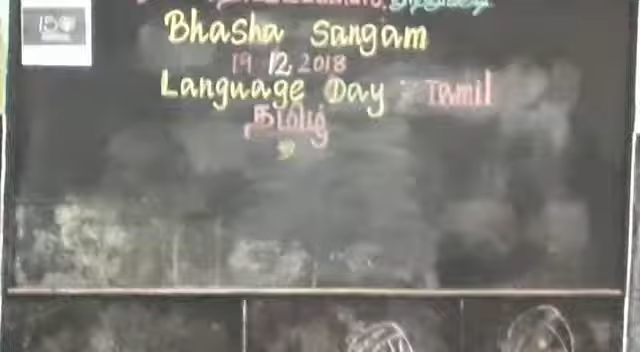 Bhasha Sangam
19.12.2018
Language Day : Tamil
தமிழ்